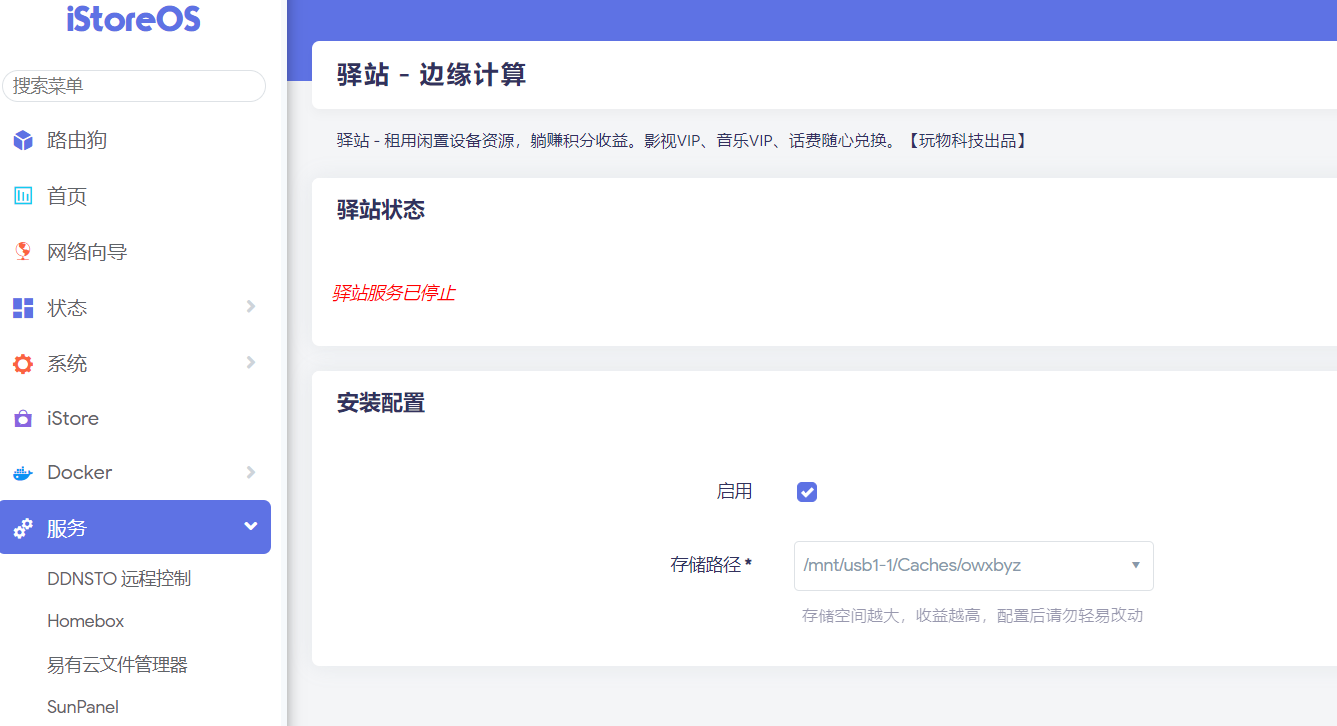 iStoreOS
搜索菜单
路由狗
首页
网络向导
状态
系统
iStore
Docker
服务
DDNSTO 远程控制
Homebox
易有云文件管理器
SunPanel
驿站 - 边缘计算
驿站 - 租用闲置设备资源，躺赚积分收益。影视VIP、音乐VIP、话费随心兑换。【玩物科技出品】
驿站状态
驿站服务已停止
安装配置
启用
存储路径*
/mnt/usb1-1/Caches/owxbyz
存储空间越大，收益越高，配置后请勿轻易改动